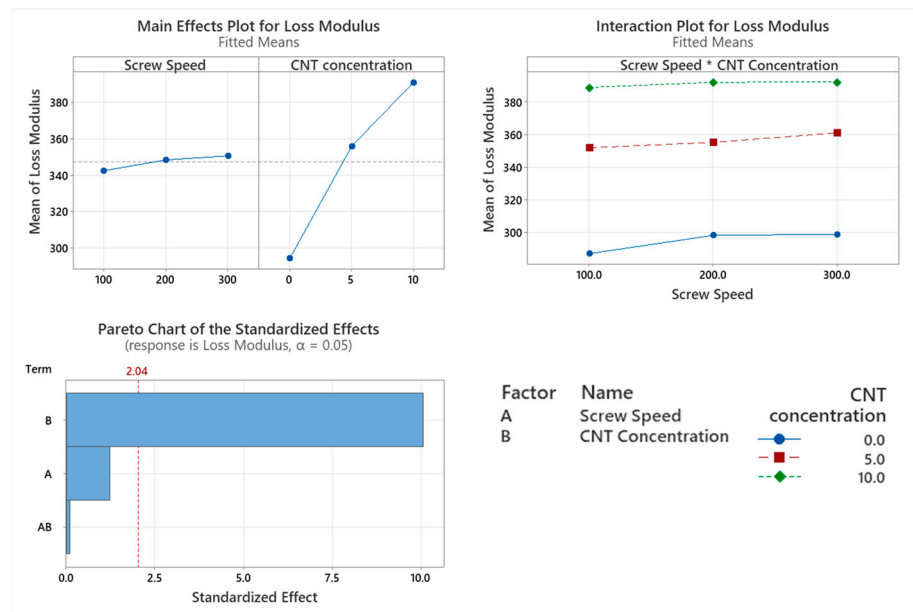 Main Effects Plot for Loss Modulus
Fitted Means
Screw Speed
CNT concentration
Mean of Loss Modulus
380
360
340
320
300
100
200
300
0
5
10
Interaction Plot for Loss Modulus
Fitted Means
Screw Speed * CNT Concentration
Mean of Loss Modulus
380
360
340
320
300
100.0
200.0
300.0
Screw Speed
Pareto Chart of the Standardized Effects
(response is Loss Modulus, α = 0.05)
Term
2.04
B
A
AB
0.0
2.5
5.0
7.5
10.0
Standardized Effect
Factor Name
A Screw Speed
B CNT Concentration
CNT
concentration
0.0
5.0
10.0